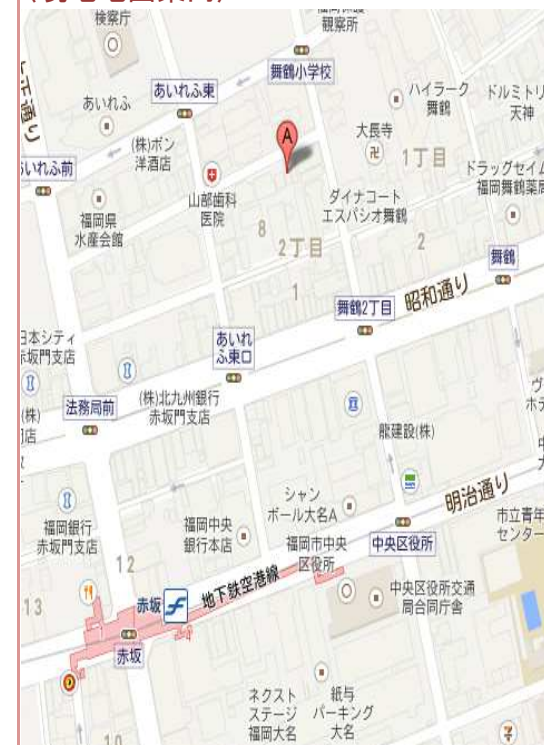 検察庁
観察所
舞鶴小学校
あいれふ
あいれふ東
ハイラーク
舞鶴
ドルミトリ
天神
(株)ボン
洋酒店
A
大長寺
1丁目
いれふ前
山部歯科
医院
ドラッグセイム
福岡舞鶴薬局
福岡県
水産会館
ダイナコート
エスパシオ舞鶴
8
2丁目
2
1
舞鶴
昭和通り
舞鶴2丁目
日本シティ
赤坂門支店
あいれ
ふ東口
(株)北九州銀行
赤坂門支店
法務局前
(株)
龍建設(株)
シャン
ボール大名A
明治通り
福岡銀行
赤坂門支店
福岡中央
銀行本店
福岡市中央
区役所
中央区役所
市立青年
センター
12
13
赤坂
地下鉄空港線
中央区役所交通
局合同庁舎
赤坂
ネクスト
ステージ
福岡大名
紙与
パーキング
大名
10